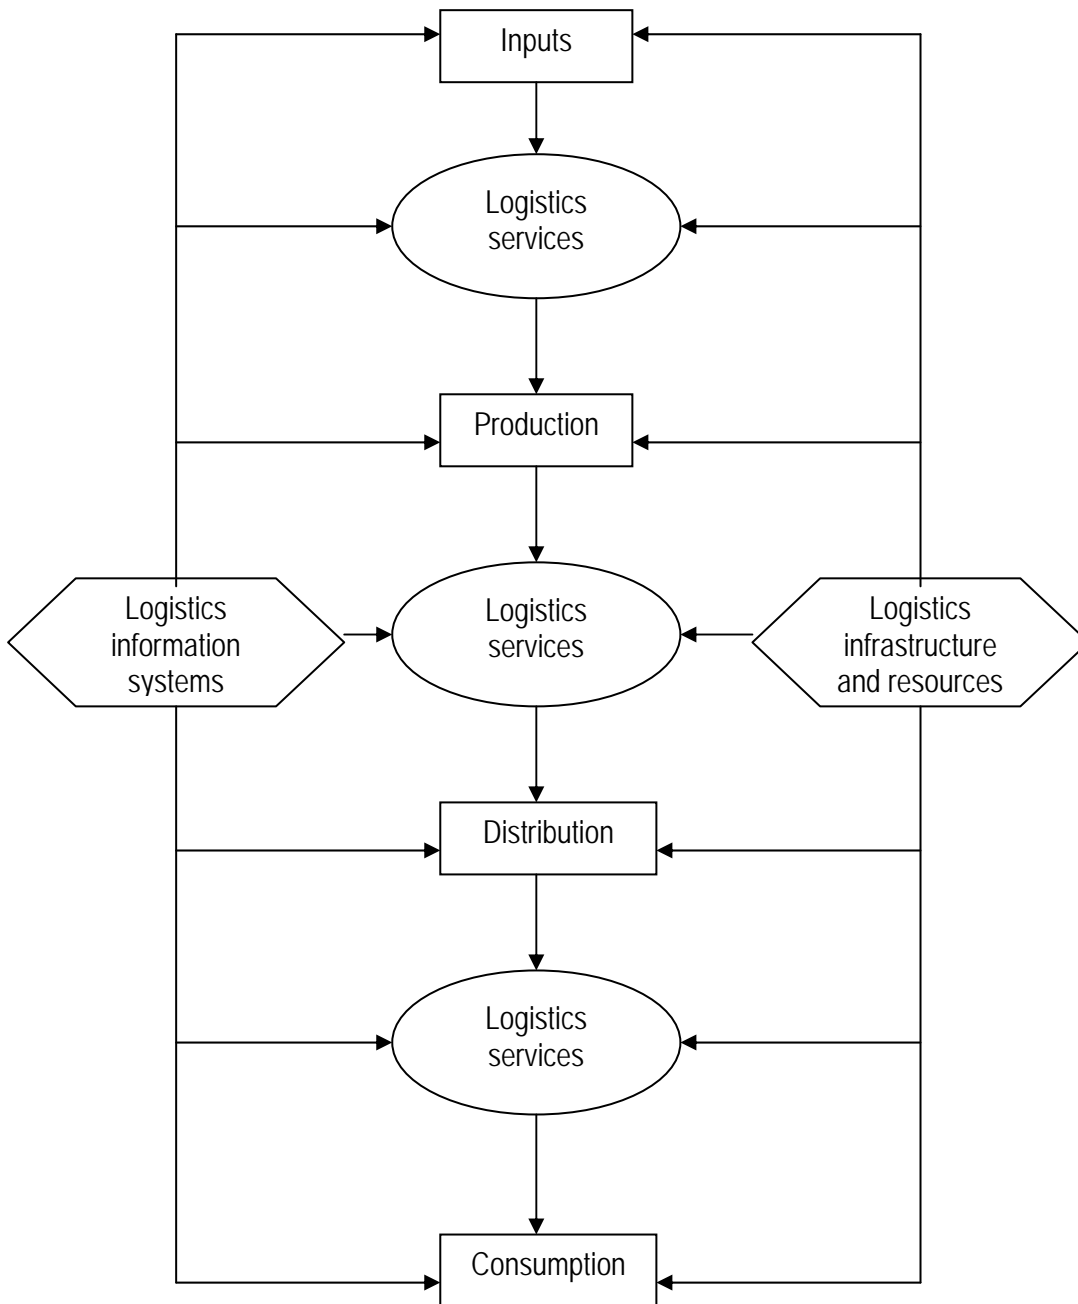 Inputs
Logistics
services
Production
Logistics
information
systems
Logistics
services
Logistics
infrastructure
and resources
Distribution
Logistics
services
Consumption